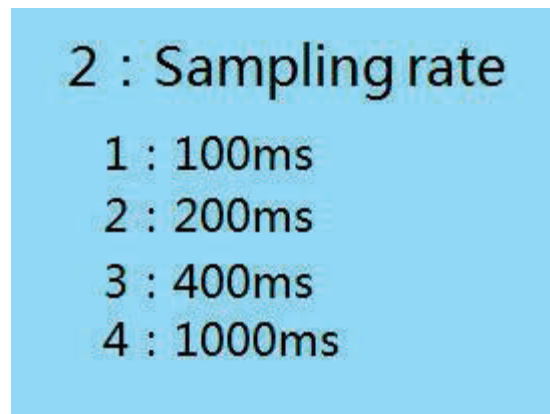 2 : Sampling rate
1 : 100ms
2 : 200ms
3 : 400ms
4 : 1000ms